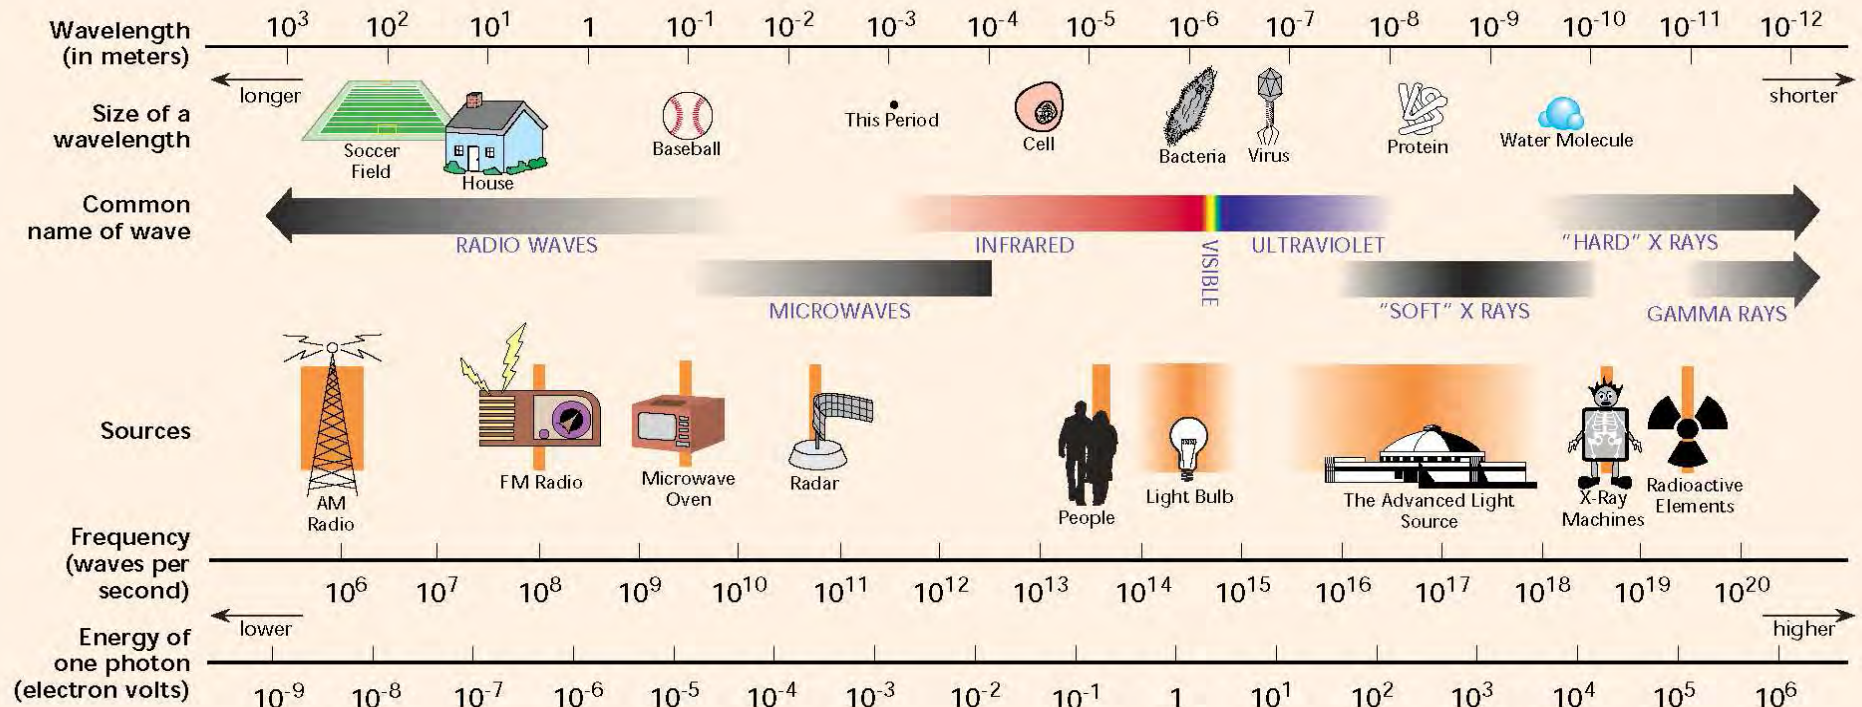 Wavelength
(in meters)
10³ 10² 10¹ 1 10⁻¹ 10⁻² 10⁻³ 10⁻⁴ 10⁻⁵ 10⁻⁶ 10⁻⁷ 10⁻⁸ 10⁻⁹ 10⁻¹⁰ 10⁻¹¹ 10⁻¹²
longer
shorter
Size of a
wavelength
Soccer
Field
House
Baseball
This Period
Cell
Bacteria
Virus
Protein
Water Molecule
Common
name of wave
RADIO WAVES
INFRARED
VISIBLE
ULTRAVIOLET
"HARD" X RAYS
MICROWAVES
"SOFT" X RAYS
GAMMA RAYS
Sources
AM
Radio
FM Radio
Microwave
Oven
Radar
People
Light Bulb
The Advanced Light
Source
X-Ray
Machines
Radioactive
Elements
Frequency
(waves per
second)
10⁶ 10⁷ 10⁸ 10⁹ 10¹⁰ 10¹¹ 10¹² 10¹³ 10¹⁴ 10¹⁵ 10¹⁶ 10¹⁷ 10¹⁸ 10¹⁹ 10²⁰
lower
higher
Energy of
one photon
(electron volts)
10⁻⁹ 10⁻⁸ 10⁻⁷ 10⁻⁶ 10⁻⁵ 10⁻⁴ 10⁻³ 10⁻² 10⁻¹ 1 10¹ 10² 10³ 10⁴ 10⁵ 10⁶